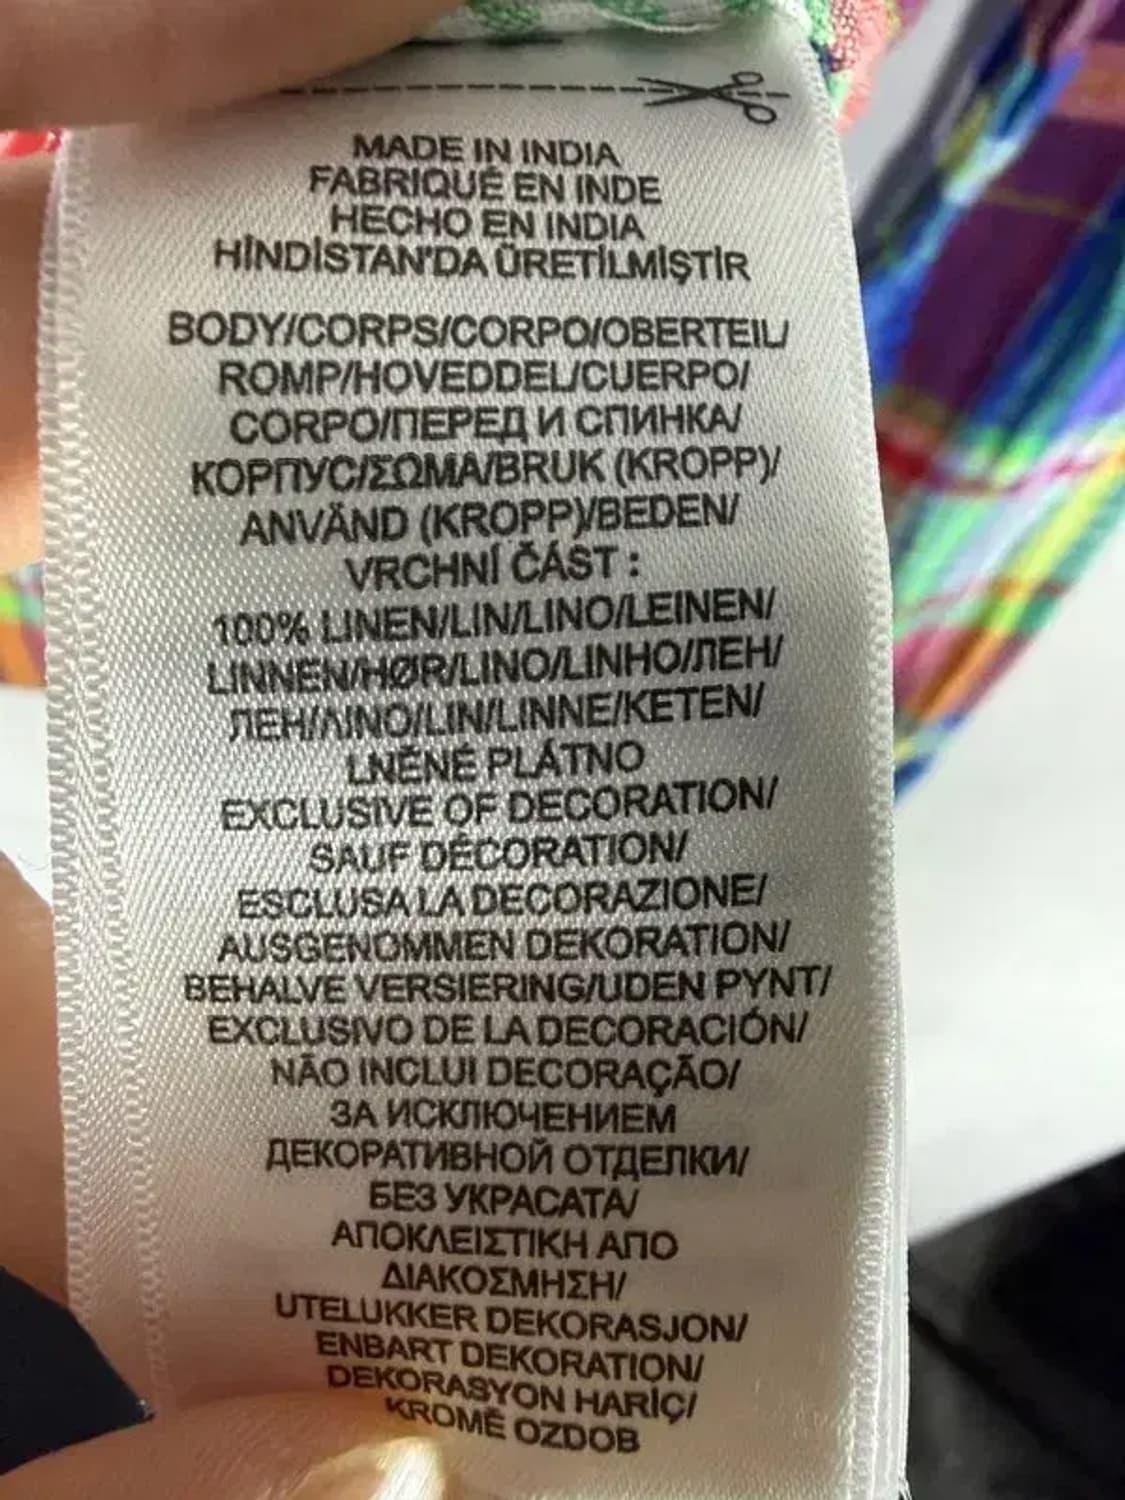 MADE IN INDIA
FABRIQUÉ EN INDE
HECHO EN INDIA
HİNDİSTAN'DA ÜRETİLMİŞTİR
BODY/CORPS/CORPO/OBERTEIL/
ROMP/HOVEDDEL/CUERPO/
CORPO/ПЕРЕД И СПИНКА/
КОРПУС/ΣΩΜΑ/BRUK (KROPP)/
ANVÄND (KROPP)/BEDEN/
VRCHNÍ ČÁST :
100% LINEN/LIN/LINO/LEINEN/
LINNEN/HØR/LINO/LINHO/ЛЕН/
ЛЕН/ΛΙΝΟ/LIN/LINNE/KETEN/
LNĚNÉ PLÁTNO
EXCLUSIVE OF DECORATION/
SAUF DÉCORATION/
ESCLUSA LA DECORAZIONE/
AUSGENOMMEN DEKORATION/
BEHALVE VERSIERING/UDEN PYNT/
EXCLUSIVO DE LA DECORACIÓN/
NÃO INCLUI DECORAÇÃO/
ЗА ИСКЛЮЧЕНИЕМ
ДЕКОРАТИВНОЙ ОТДЕЛКИ/
БЕЗ УКРАСАТА/
ΑΠΟΚΛΕΙΣΤΙΚΗ ΑΠΟ
ΔΙΑΚΟΣΜΗΣΗ/
UTELUKKER DEKORASJON/
ENBART DEKORATION/
DEKORASYON HARİÇ/
KROMĚ OZDOB